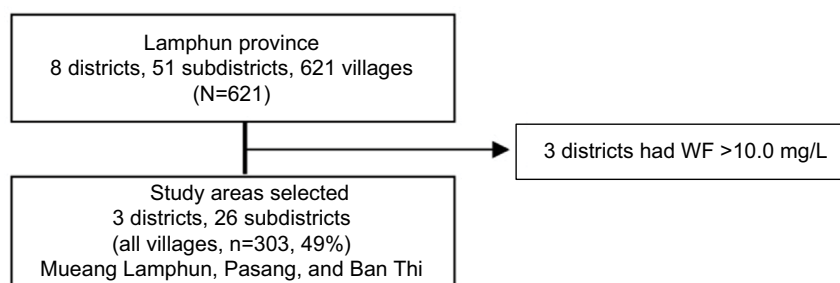 Lamphun province
8 districts, 51 subdistricts, 621 villages
(N=621)
3 districts had WF >10.0 mg/L
Study areas selected
3 districts, 26 subdistricts
(all villages, n=303, 49%)
Mueang Lamphun, Pasang, and Ban Thi